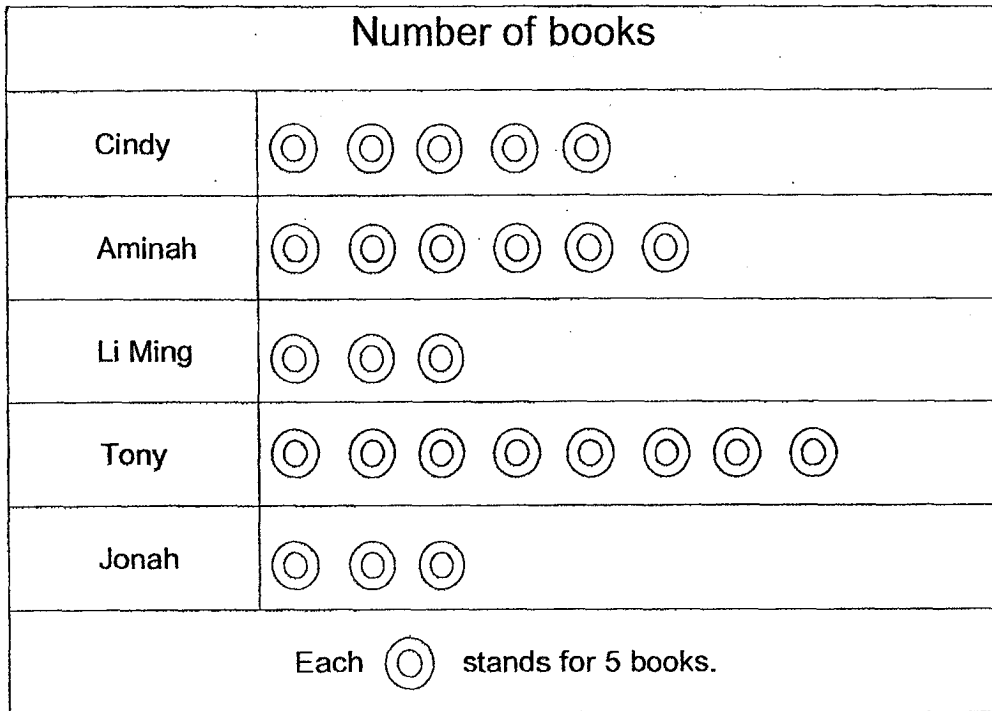 Number of books
Cindy
Aminah
Li Ming
Tony
Jonah
Each stands for 5 books.